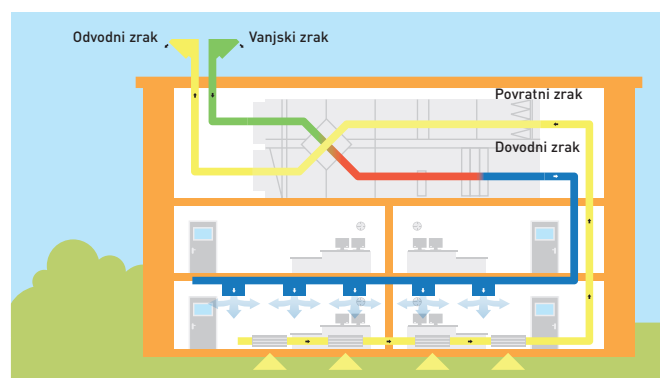 Odvodni zrak
Vanjski zrak
Povratni zrak
Dovodni zrak